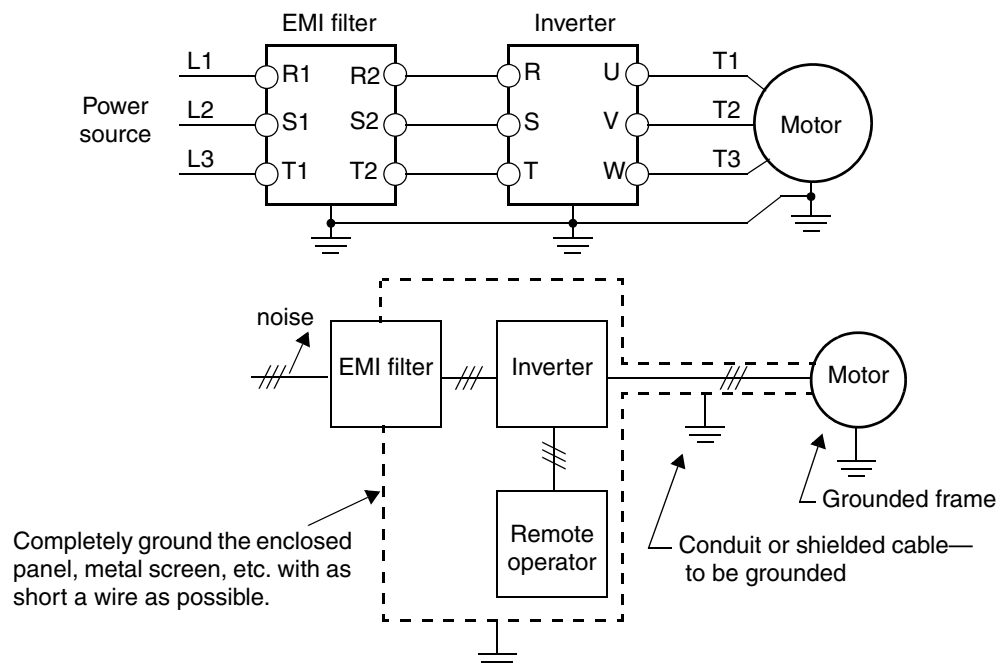 EMI filter
Inverter
L1
R1
R2
R
U
T1
Power
source
L2
S1
S2
S
V
T2
Motor
L3
T1
T2
T
W
T3
noise
EMI filter
Inverter
Motor
Grounded frame
Completely ground the enclosed
panel, metal screen, etc. with as
short a wire as possible.
Remote
operator
Conduit or shielded cable—
to be grounded